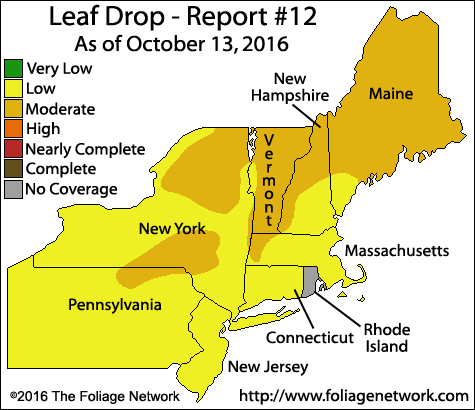 Leaf Drop - Report #12
As of October 13, 2016
Very Low
Low
Moderate
High
Nearly Complete
Complete
No Coverage
New
Hampshire
Maine
Vermont
New York
Massachusetts
Pennsylvania
Connecticut
Rhode
Island
New Jersey
©2016 The Foliage Network
http://www.foliagenetwork.com